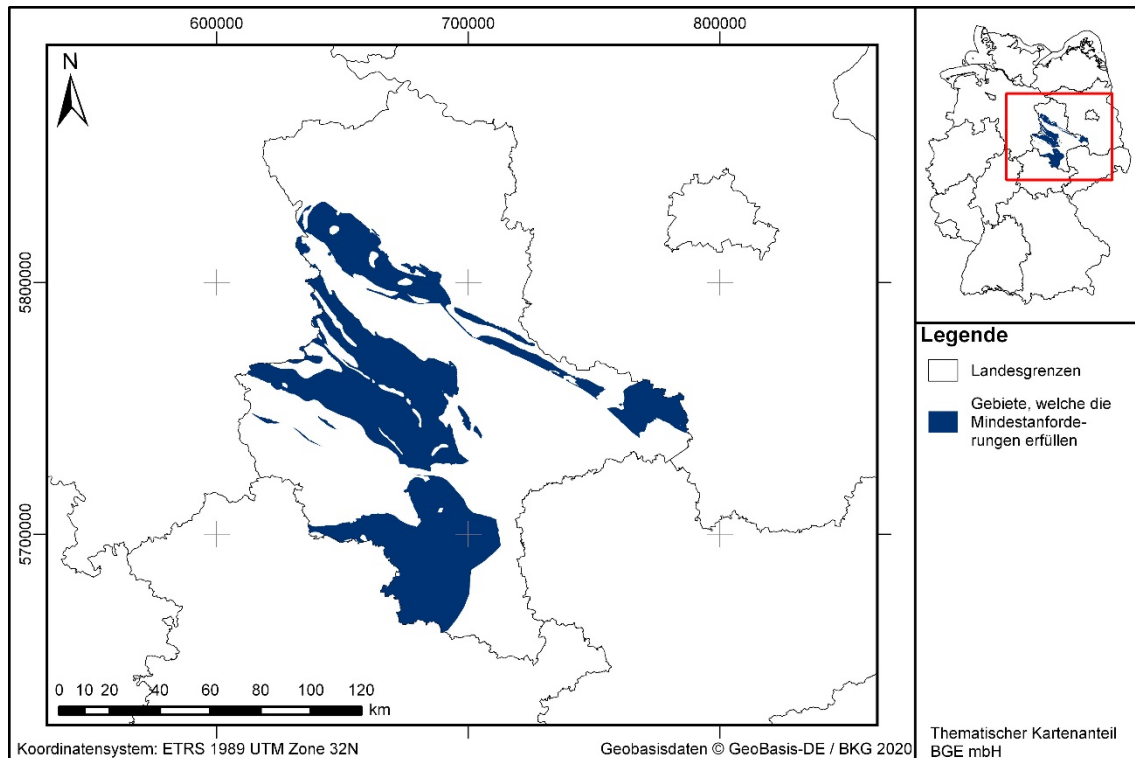 600000
700000
800000
N
5800000
5700000
0 10 20 40 60 80 100 120
km
Koordinatensystem: ETRS 1989 UTM Zone 32N
Geobasisdaten © GeoBasis-DE / BKG 2020
Legende
Landesgrenzen
Gebiete, welche die
Mindestanforde-
rungen erfüllen
Thematischer Kartenanteil
BGE mbH